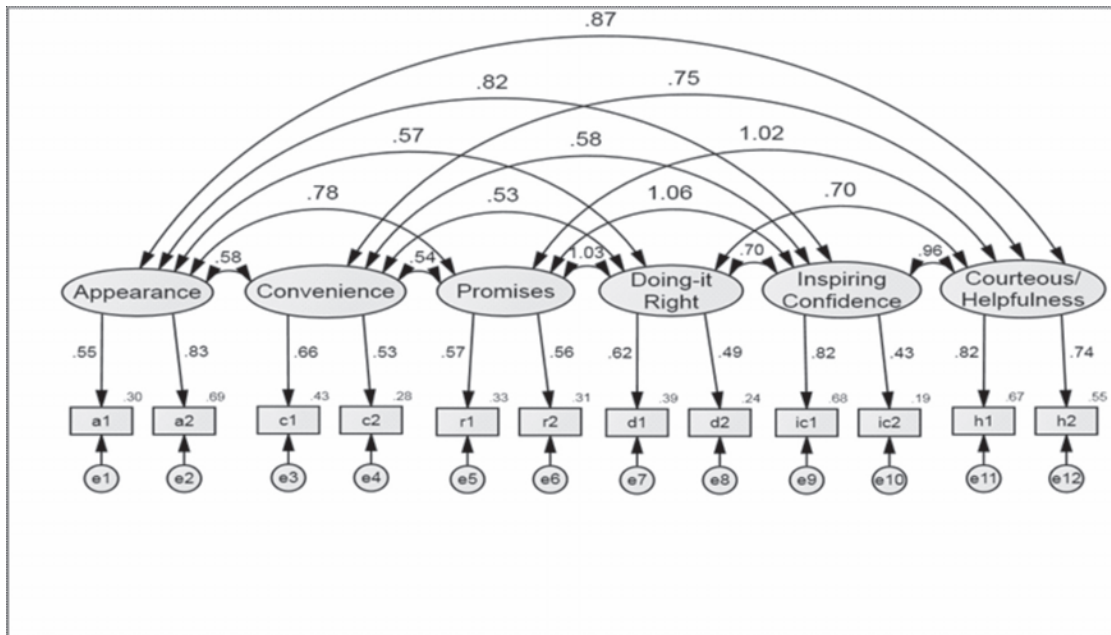 .87
.82
.75
.57
.58
1.02
.78
.53
1.06
.70
.58
.54
1.03
.70
.96
Appearance
Convenience
Promises
Doing-it
Right
Inspiring
Confidence
Courteous/
Helpfulness
.55
.83
.66
.53
.57
.56
.62
.49
.82
.43
.82
.74
.30
.69
.43
.28
.33
.31
.39
.24
.68
.19
.67
.55
a1
a2
c1
c2
r1
r2
d1
d2
ic1
ic2
h1
h2
e1
e2
e3
e4
e5
e6
e7
e8
e9
e10
e11
e12